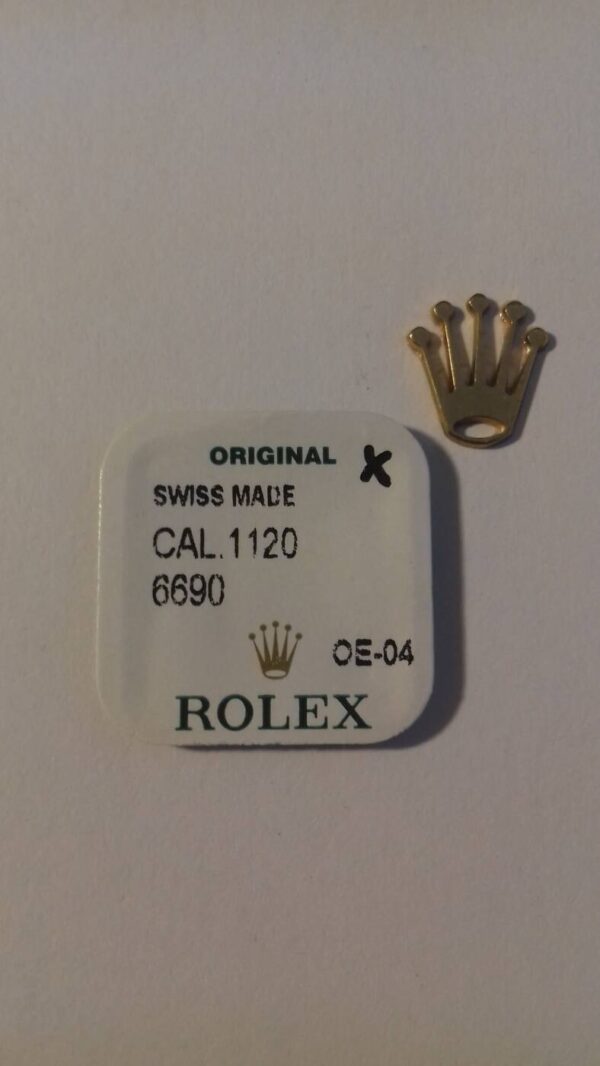 ORIGINAL X
SWISS MADE
CAL.1120
6690
OE-04
ROLEX